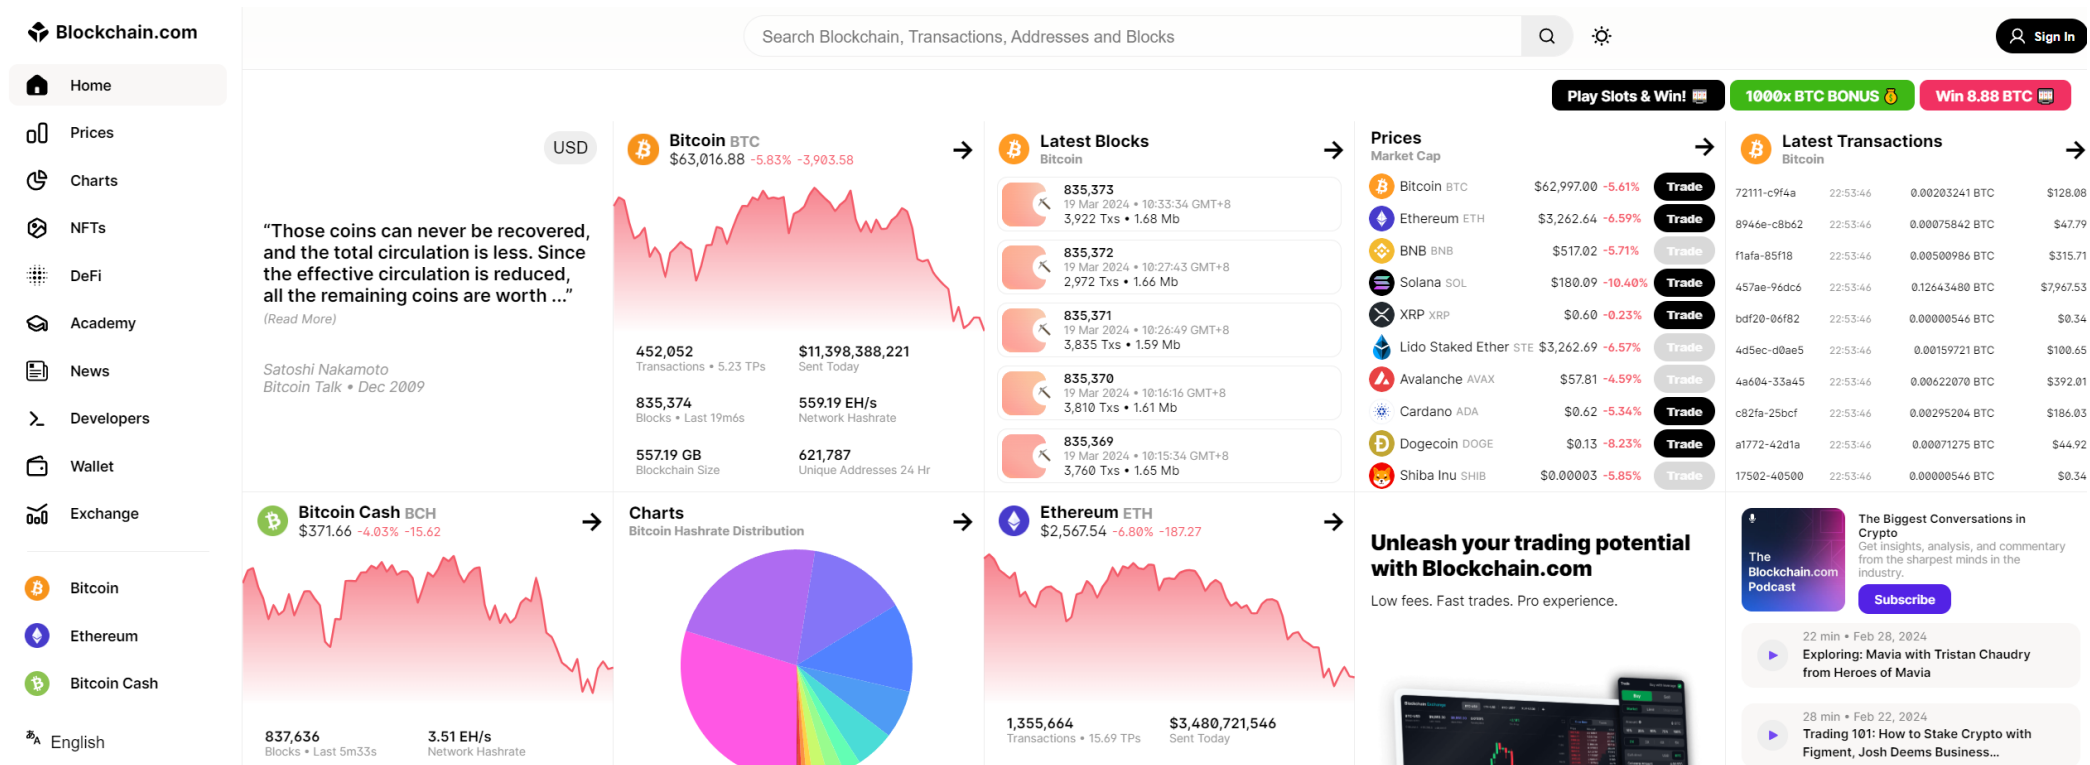 Blockchain.com
Search Blockchain, Transactions, Addresses and Blocks
Sign In
Home
Prices
Charts
NFTs
DeFi
Academy
News
Developers
Wallet
Exchange
Bitcoin
Ethereum
Bitcoin Cash
English
Play Slots & Win!
1000x BTC BONUS
Win 8.88 BTC
USD
“Those coins can never be recovered,
and the total circulation is less. Since
the effective circulation is reduced,
all the remaining coins are worth ...”
(Read More)
Satoshi Nakamoto
Bitcoin Talk • Dec 2009
Bitcoin BTC
$63,016.88 -5.83% -3,903.58
452,052 $11,398,388,221
Transactions • 5.23 TPs Sent Today
835,374 559.19 EH/s
Blocks • Last 19m6s Network Hashrate
557.19 GB 621,787
Blockchain Size Unique Addresses 24 Hr
Latest Blocks
Bitcoin
835,373
19 Mar 2024 • 10:33:34 GMT+8
3,922 Txs • 1.68 Mb
835,372
19 Mar 2024 • 10:27:43 GMT+8
2,972 Txs • 1.66 Mb
835,371
19 Mar 2024 • 10:26:49 GMT+8
3,835 Txs • 1.59 Mb
835,370
19 Mar 2024 • 10:16:16 GMT+8
3,810 Txs • 1.61 Mb
835,369
19 Mar 2024 • 10:15:34 GMT+8
3,760 Txs • 1.65 Mb
Prices
Market Cap
Bitcoin BTC $62,997.00 -5.61% Trade
Ethereum ETH $3,262.64 -6.59% Trade
BNB BNB $517.02 -5.71% Trade
Solana SOL $180.09 -10.40% Trade
XRP XRP $0.60 -0.23% Trade
Lido Staked Ether STE $3,262.69 -6.57% Trade
Avalanche AVAX $57.81 -4.59% Trade
Cardano ADA $0.62 -5.34% Trade
Dogecoin DOGE $0.13 -8.23% Trade
Shiba Inu SHIB $0.00003 -5.85% Trade
Latest Transactions
Bitcoin
72111-c9f4a 22:53:46 0.00203241 BTC $128.08
8946e-c8b62 22:53:46 0.00075842 BTC $47.79
f1afa-85f18 22:53:46 0.00500986 BTC $315.71
457ae-96dc6 22:53:46 0.12643480 BTC $7,967.53
bdf20-06f82 22:53:46 0.00000546 BTC $0.34
4d5ec-d0ae5 22:53:46 0.00159721 BTC $100.65
4a604-33a45 22:53:46 0.00622070 BTC $392.01
c82fa-25bcf 22:53:46 0.00295204 BTC $186.03
a1772-42d1a 22:53:46 0.00071275 BTC $44.92
17502-40500 22:53:46 0.00000546 BTC $0.34
Bitcoin Cash BCH
$371.66 -4.03% -15.62
837,636 3.51 EH/s
Blocks • Last 5m33s Network Hashrate
Charts
Bitcoin Hashrate Distribution
Ethereum ETH
$2,567.54 -6.80% -187.27
1,355,664 $3,480,721,546
Transactions • 15.69 TPs Sent Today
Unleash your trading potential
with Blockchain.com
Low fees. Fast trades. Pro experience.
The
Blockchain.com
Podcast
The Biggest Conversations in
Crypto
Get insights, analysis, and commentary
from the sharpest minds in the
industry.
Subscribe
22 min • Feb 28, 2024
Exploring: Mavia with Tristan Chaudry
from Heroes of Mavia
28 min • Feb 22, 2024
Trading 101: How to Stake Crypto with
Figment, Josh Deems Business...